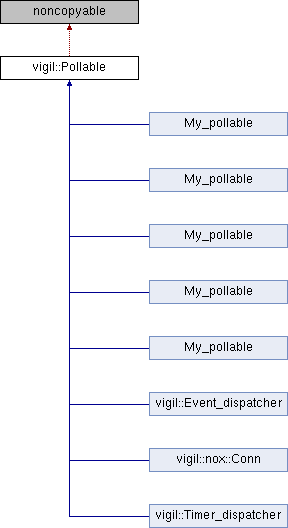 noncopyable
vigil::Pollable
My_pollable
My_pollable
My_pollable
My_pollable
My_pollable
vigil::Event_dispatcher
vigil::nox::Conn
vigil::Timer_dispatcher